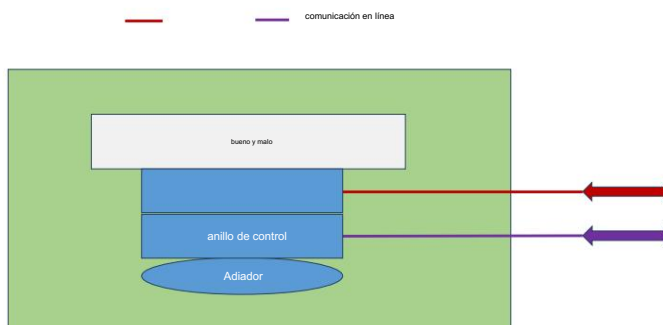 comunicación en línea
bueno y malo
anillo de control
Adiador